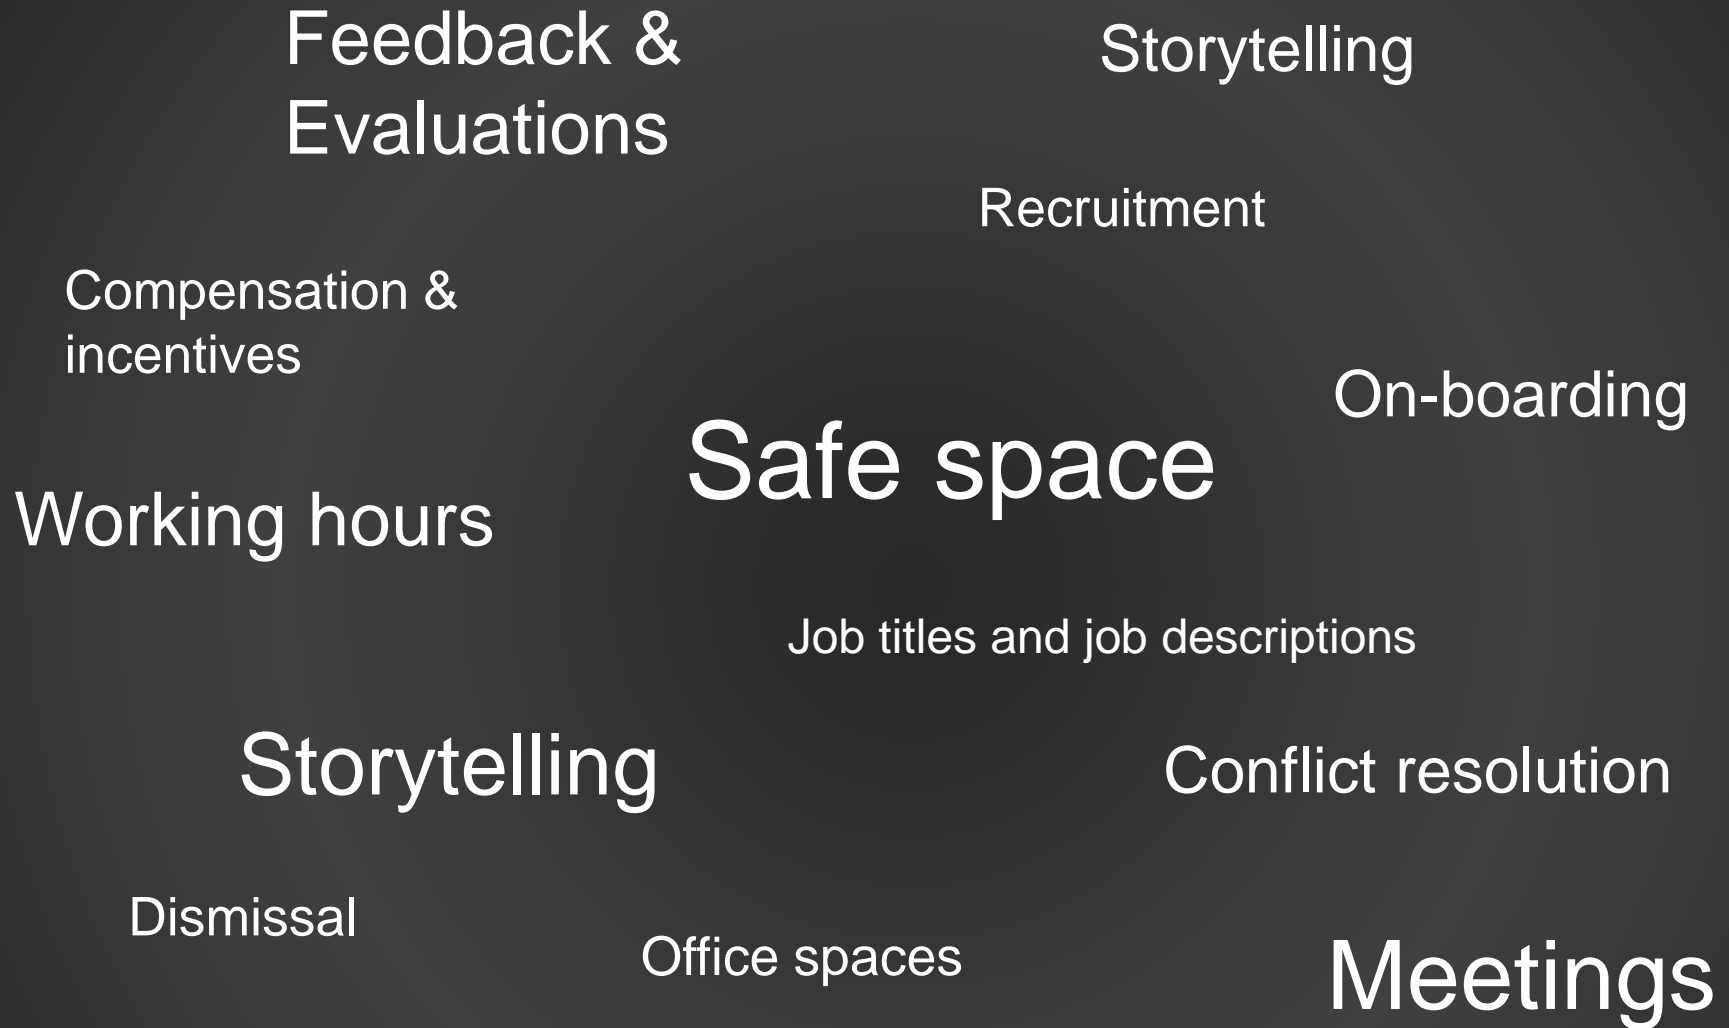 Feedback &
Evaluations
Storytelling
Recruitment
Compensation &
incentives
On-boarding
Safe space
Working hours
Job titles and job descriptions
Storytelling
Conflict resolution
Dismissal
Office spaces
Meetings